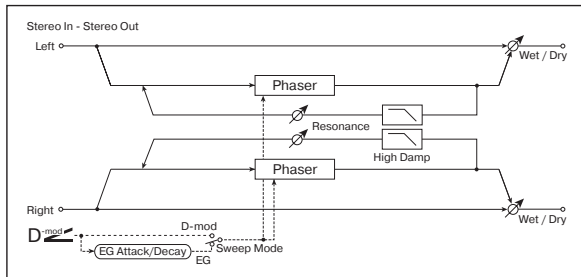 Stereo In - Stereo Out
Left
Wet / Dry
Phaser
Resonance
High Damp
Phaser
Right
Wet / Dry
D-mod
D-mod
EG Attack/Decay
EG
Sweep Mode